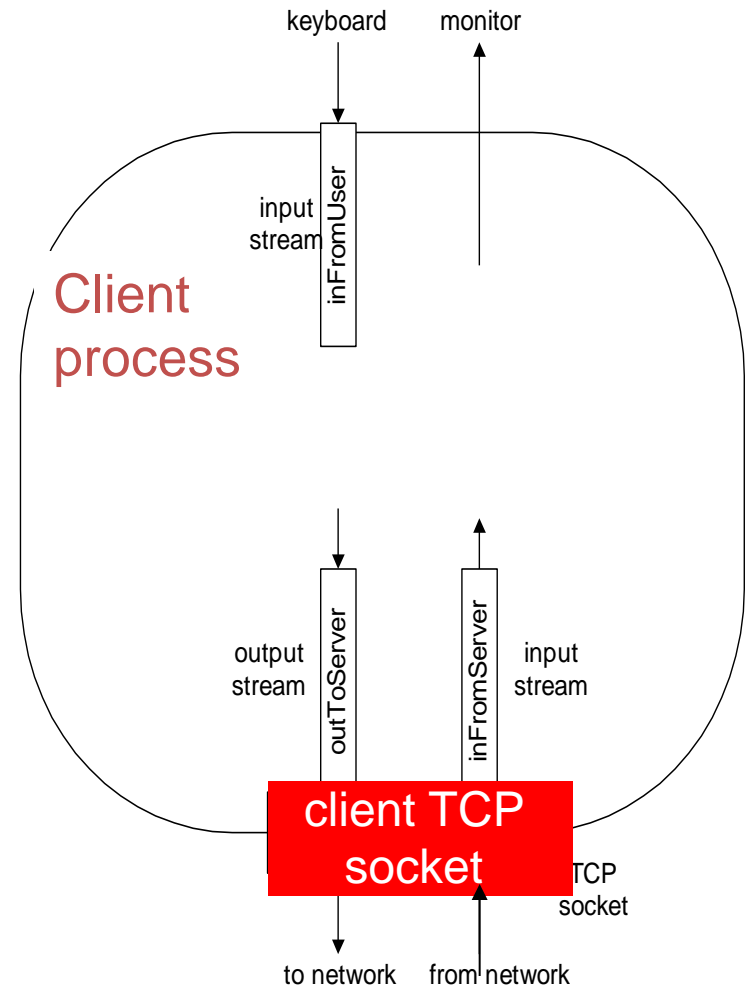 keyboard
monitor
input
stream
inFromUser
Client
process
output
stream
outToServer
inFromServer
input
stream
client TCP
socket
TCP
socket
to network
from network